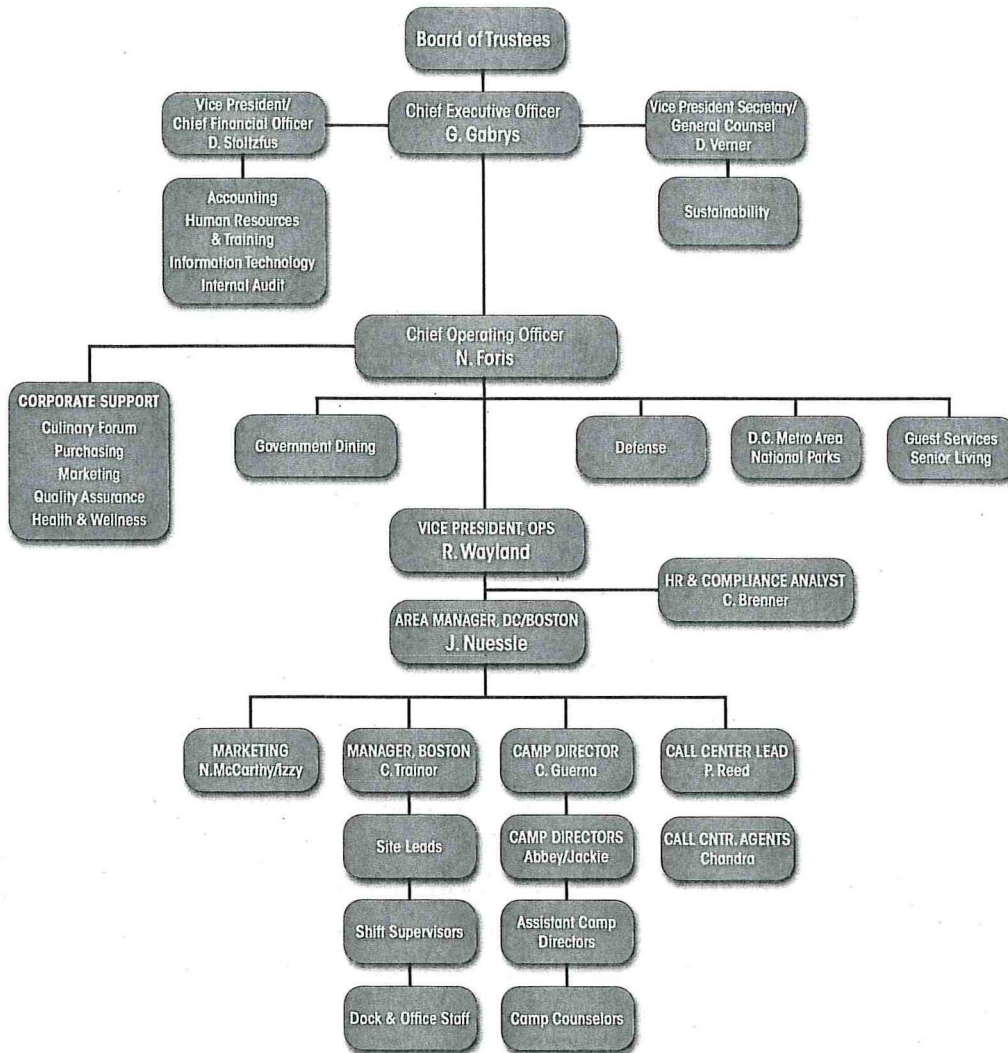 Board of Trustees
Vice President/
Chief Financial Officer
D. Stoltzfus
Chief Executive Officer
G. Gabrys
Vice President Secretary/
General Counsel
D. Verner
Accounting
Human Resources
& Training
Information Technology
Internal Audit
Sustainability
Chief Operating Officer
N. Foris
CORPORATE SUPPORT
Culinary Forum
Purchasing
Marketing
Quality Assurance
Health & Wellness
Government Dining
Defense
D.C. Metro Area
National Parks
Guest Services
Senior Living
VICE PRESIDENT, OPS
R. Wayland
HR & COMPLIANCE ANALYST
C. Brenner
AREA MANAGER, DC/BOSTON
J. Nuessle
MARKETING
N.McCarthy/Izzy
MANAGER, BOSTON
C. Trainor
CAMP DIRECTOR
C. Guerna
CALL CENTER LEAD
P. Reed
Site Leads
CAMP DIRECTORS
Abbey/Jackie
CALL CNTR. AGENTS
Chandra
Shift Supervisors
Assistant Camp
Directors
Dock & Office Staff
Camp Counselors